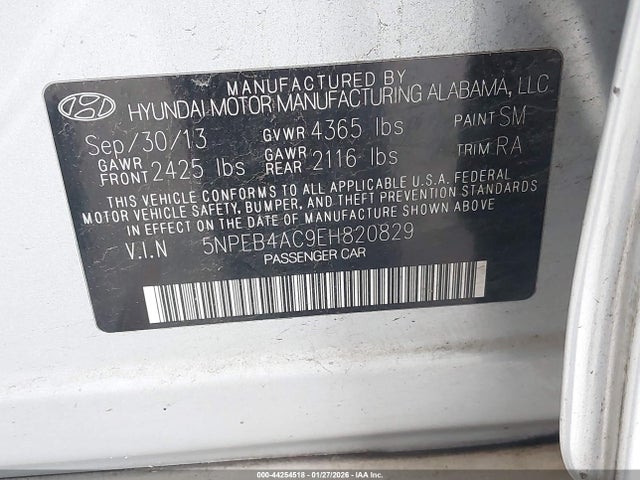 MANUFACTURED BY
HYUNDAI MOTOR MANUFACTURING ALABAMA, LLC
Sep/30/13 GVWR 4365 lbs PAINT SM
GAWR FRONT 2425 lbs GAWR REAR 2116 lbs TRIM RA
THIS VEHICLE CONFORMS TO ALL APPLICABLE U.S.A. FEDERAL
MOTOR VEHICLE SAFETY, BUMPER, AND THEFT PREVENTION
STANDARDS IN EFFECT ON THE DATE OF MANUFACTURE SHOWN ABOVE.
V.I.N 5NPEB4AC9EH820829
PASSENGER CAR
000-44254518 | 01/27/2026 | IAA Inc.